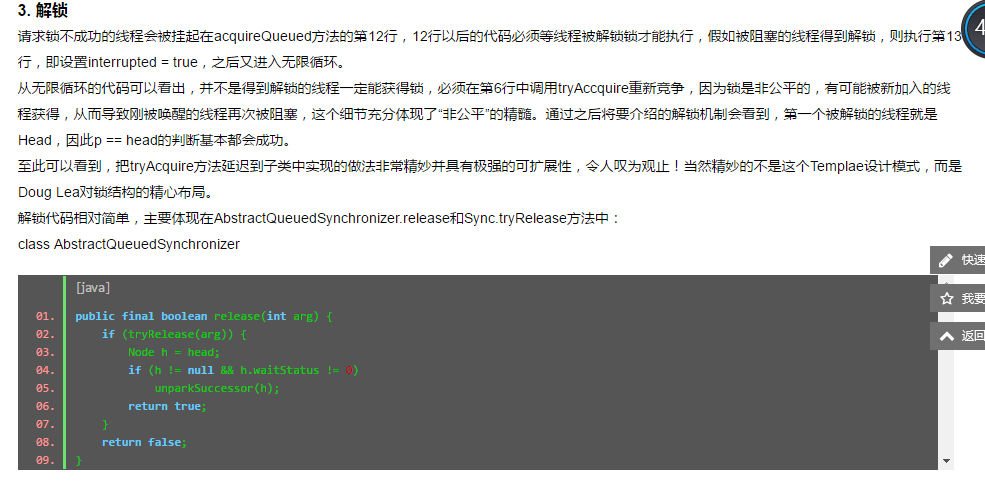 3. 解锁
请求锁不成功的线程会被挂起在acquireQueued方法的第12行，12行以后的代码必须等线程被解锁锁才能执行，假如被阻塞的线程得到解锁，则执行第13
行，即设置interrupted = true，之后又进入无限循环。
从无限循环的代码可以看出，并不是得到解锁的线程一定能获得锁，必须在第6行中调用tryAccquire重新竞争，因为锁是非公平的，有可能被新加入的线
程获得，从而导致刚被唤醒的线程再次被阻塞，这个细节充分体现了“非公平”的精髓。通过之后将要介绍的解锁机制会看到，第一个被解锁的线程就是
Head，因此p == head的判断基本都会成功。
至此可以看到，把tryAcquire方法延迟到子类中实现的做法非常精妙并具有极强的可扩展性，令人叹为观止！当然精妙的不是这个Templae设计模式，而是
Doug Lea对锁结构的精心布局。
解锁代码相对简单，主要体现在AbstractQueuedSynchronizer.release和Sync.tryRelease方法中：
class AbstractQueuedSynchronizer
[java]
01. public final boolean release(int arg) {
02. if (tryRelease(arg)) {
03. Node h = head;
04. if (h != null && h.waitStatus != 0)
05. unparkSuccessor(h);
06. return true;
07. }
08. return false;
09. }
4
快速
我要
返回